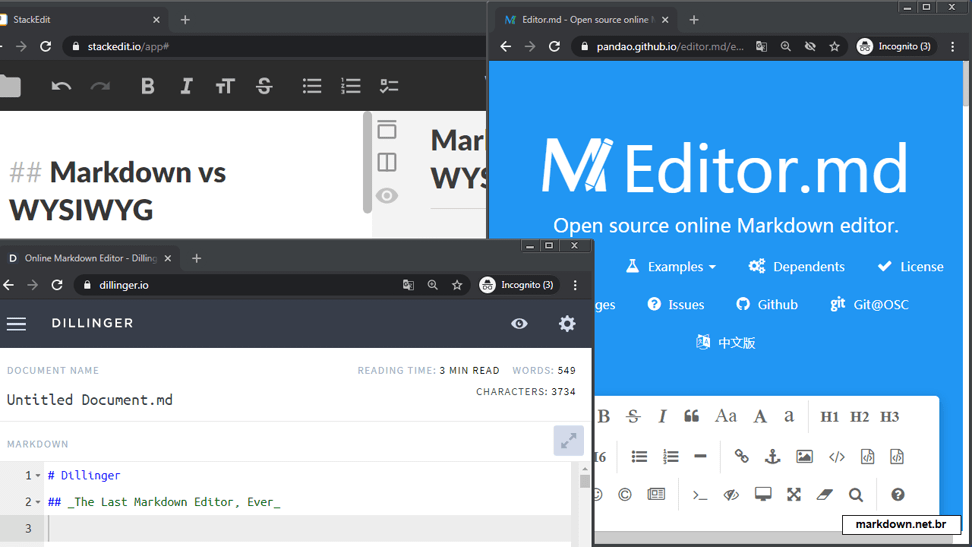 StackEdit
stackedit.io/app#
B I
## Markdown vs
WYSIWYG
Editor.md - Open source online
pandao.github.io/editor.md/e...
Incognito (3)
Editor.md
Open source online Markdown editor.
Examples Dependents License
Issues Github git Git@OSC
中文版
B S I Aa A a H1 H2 H3
Online Markdown Editor - Dilling
dillinger.io
Incognito (3)
DILLINGER
DOCUMENT NAME
READING TIME: 3 MIN READ WORDS: 549
CHARACTERS: 3734
Untitled Document.md
MARKDOWN
1 # Dillinger
2 ## _The Last Markdown Editor, Ever_
3
markdown.net.br